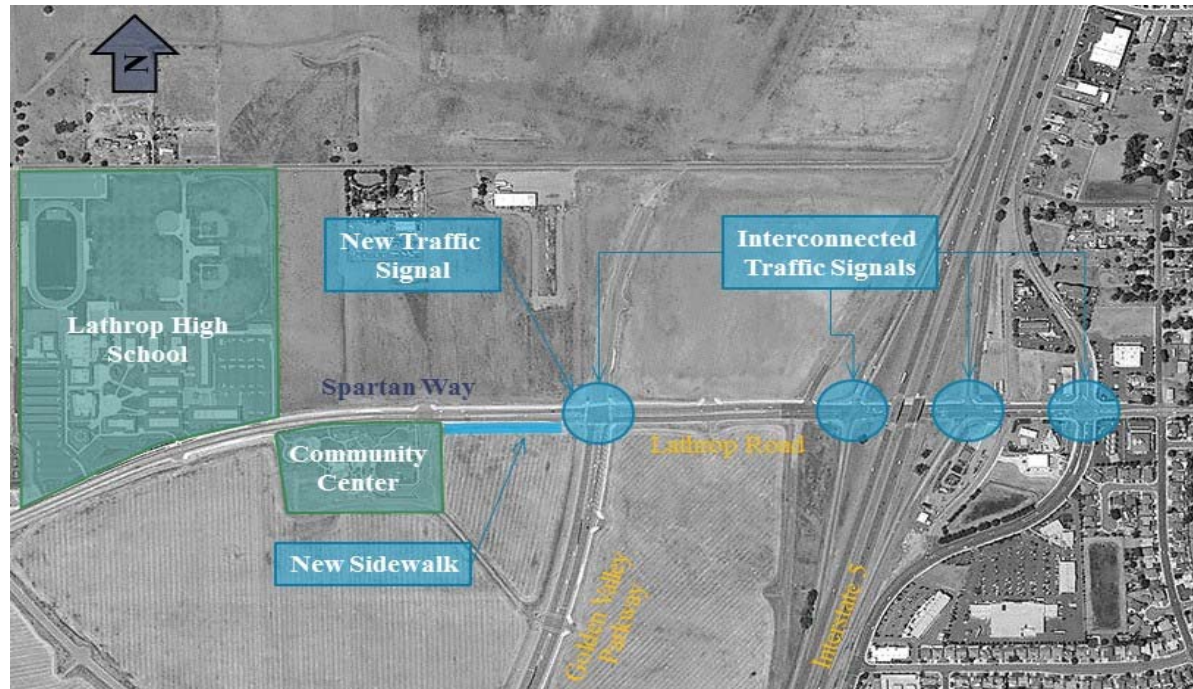 N
New Traffic
Signal
Interconnected
Traffic Signals
Lathrop High
School
Spartan Way
Lathrop Road
Community
Center
New Sidewalk
Golden Valley
Parkway
Interstate 5